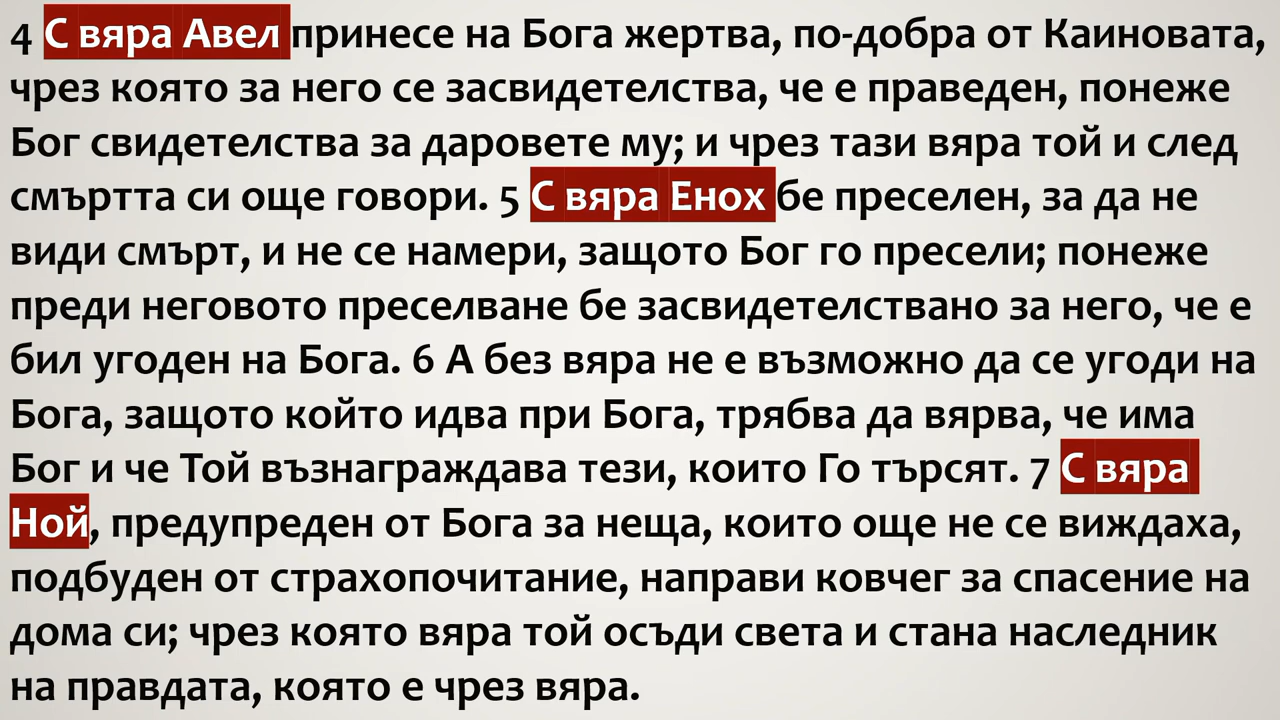 4 С вяра Авел принесе на Бога жертва, по-добра от Каиновата,
чрез която за него се засвидетелства, че е праведен, понеже
Бог свидетелства за даровете му; и чрез тази вяра той и след
смъртта си още говори. 5 С вяра Енох бе преселен, за да не
види смърт, и не се намери, защото Бог го пресели; понеже
преди неговото преселване бе засвидетелствано за него, че е
бил угоден на Бога. 6 А без вяра не е възможно да се угоди на
Бога, защото който идва при Бога, трябва да вярва, че има
Бог и че Той възнаграждава тези, които Го търсят. 7 С вяра
Ной, предупреден от Бога за неща, които още не се виждаха,
подбуден от страхопочитание, направи ковчег за спасение на
дома си; чрез която вяра той осъди света и стана наследник
на правдата, която е чрез вяра.